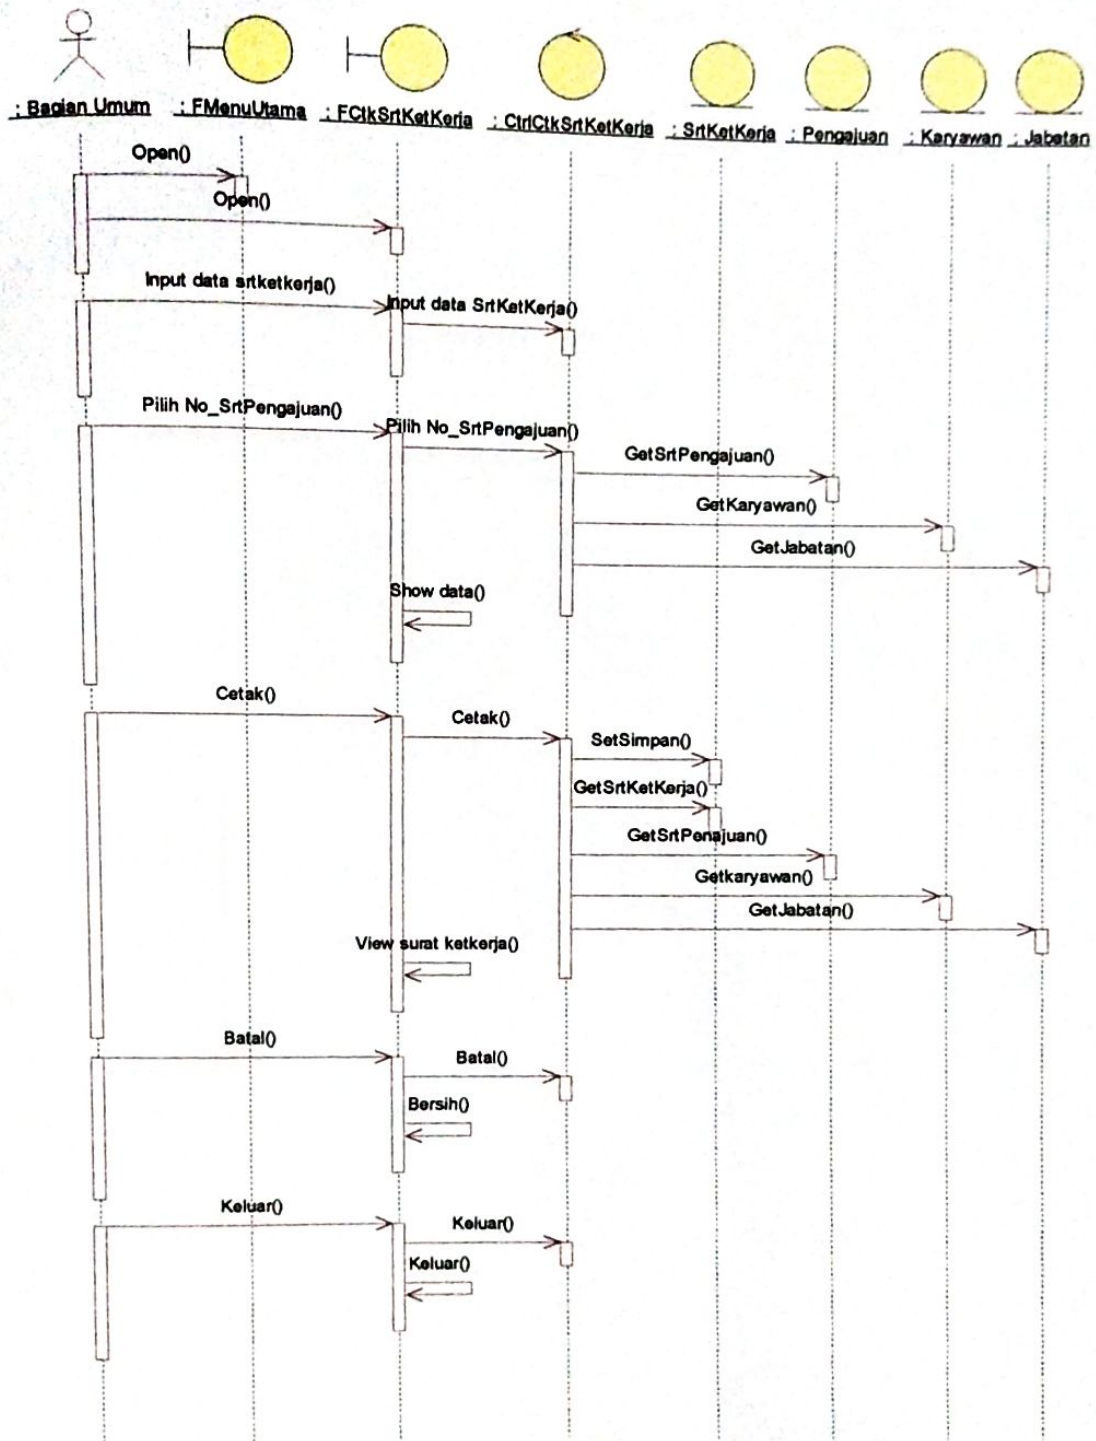 : Bagian Umum
: FMenuUtama
: FCtkSrtKetKerja
: CtrlCtkSrtKetKerja
: SrtKetKerja
: Pengajuan
: Karyawan
: Jabatan
Open()
Open()
Input data srtketkerja()
Input data SrtKetKerja()
Pilih No_SrtPengajuan()
Pilih No_SrtPengajuan()
GetSrtPengajuan()
GetKaryawan()
GetJabatan()
Show data()
Cetak()
Cetak()
SetSimpan()
GetSrtKetKerja()
GetSrtPenajuan()
Getkaryawan()
GetJabatan()
View surat ketkerja()
Batal()
Batal()
Bersih()
Keluar()
Keluar()
Keluar()